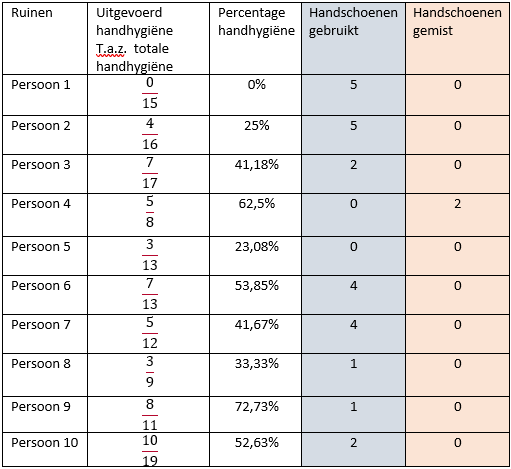 Ruinen Uitgevoerd Percentage Handschoenen Handschoenen
handhygiëne handhygiëne gebruikt gemist
T.a.z. totale
handhygiëne
Persoon 1 0/15 0% 5 0
Persoon 2 4/16 25% 5 0
Persoon 3 7/17 41,18% 2 0
Persoon 4 5/8 62,5% 0 2
Persoon 5 3/13 23,08% 0 0
Persoon 6 7/13 53,85% 4 0
Persoon 7 5/12 41,67% 4 0
Persoon 8 3/9 33,33% 1 0
Persoon 9 8/11 72,73% 1 0
Persoon 10 10/19 52,63% 2 0